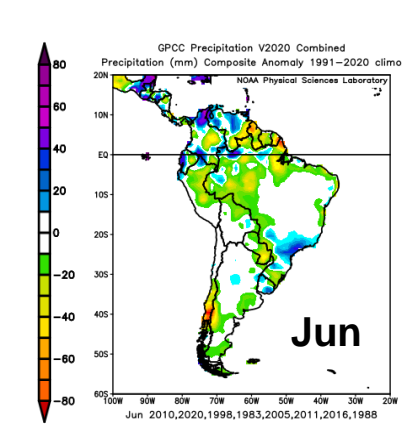 GPCC Precipitation V2020 Combined
Precipitation (mm) Composite Anomaly 1991−2020 climo
NOAA Physical Sciences Laboratory
80
60
40
20
0
−20
−40
−60
−80
20N
10N
EQ
10S
20S
30S
40S
50S
60S
100W 90W 80W 70W 60W 50W 40W 30W 20W
Jun
Jun 2010,2020,1998,1983,2005,2011,2016,1988